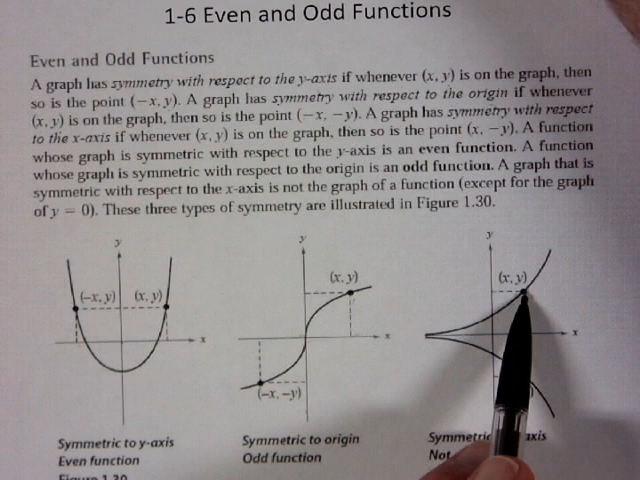 1-6 Even and Odd Functions
Even and Odd Functions
A graph has symmetry with respect to the y-axis if whenever (x, y) is on the graph, then
so is the point (−x, y). A graph has symmetry with respect to the origin if whenever
(x, y) is on the graph, then so is the point (−x, −y). A graph has symmetry with respect
to the x-axis if whenever (x, y) is on the graph, then so is the point (x, −y). A function
whose graph is symmetric with respect to the y-axis is an even function. A function
whose graph is symmetric with respect to the origin is an odd function. A graph that is
symmetric with respect to the x-axis is not the graph of a function (except for the graph
of y = 0). These three types of symmetry are illustrated in Figure 1.30.
y
(−x, y)
(x, y)
x
y
(x, y)
x
(−x, −y)
y
(x, y)
x
Symmetric to y-axis
Even function
Symmetric to origin
Odd function
Symmetric axis
Not
Figure 1.30